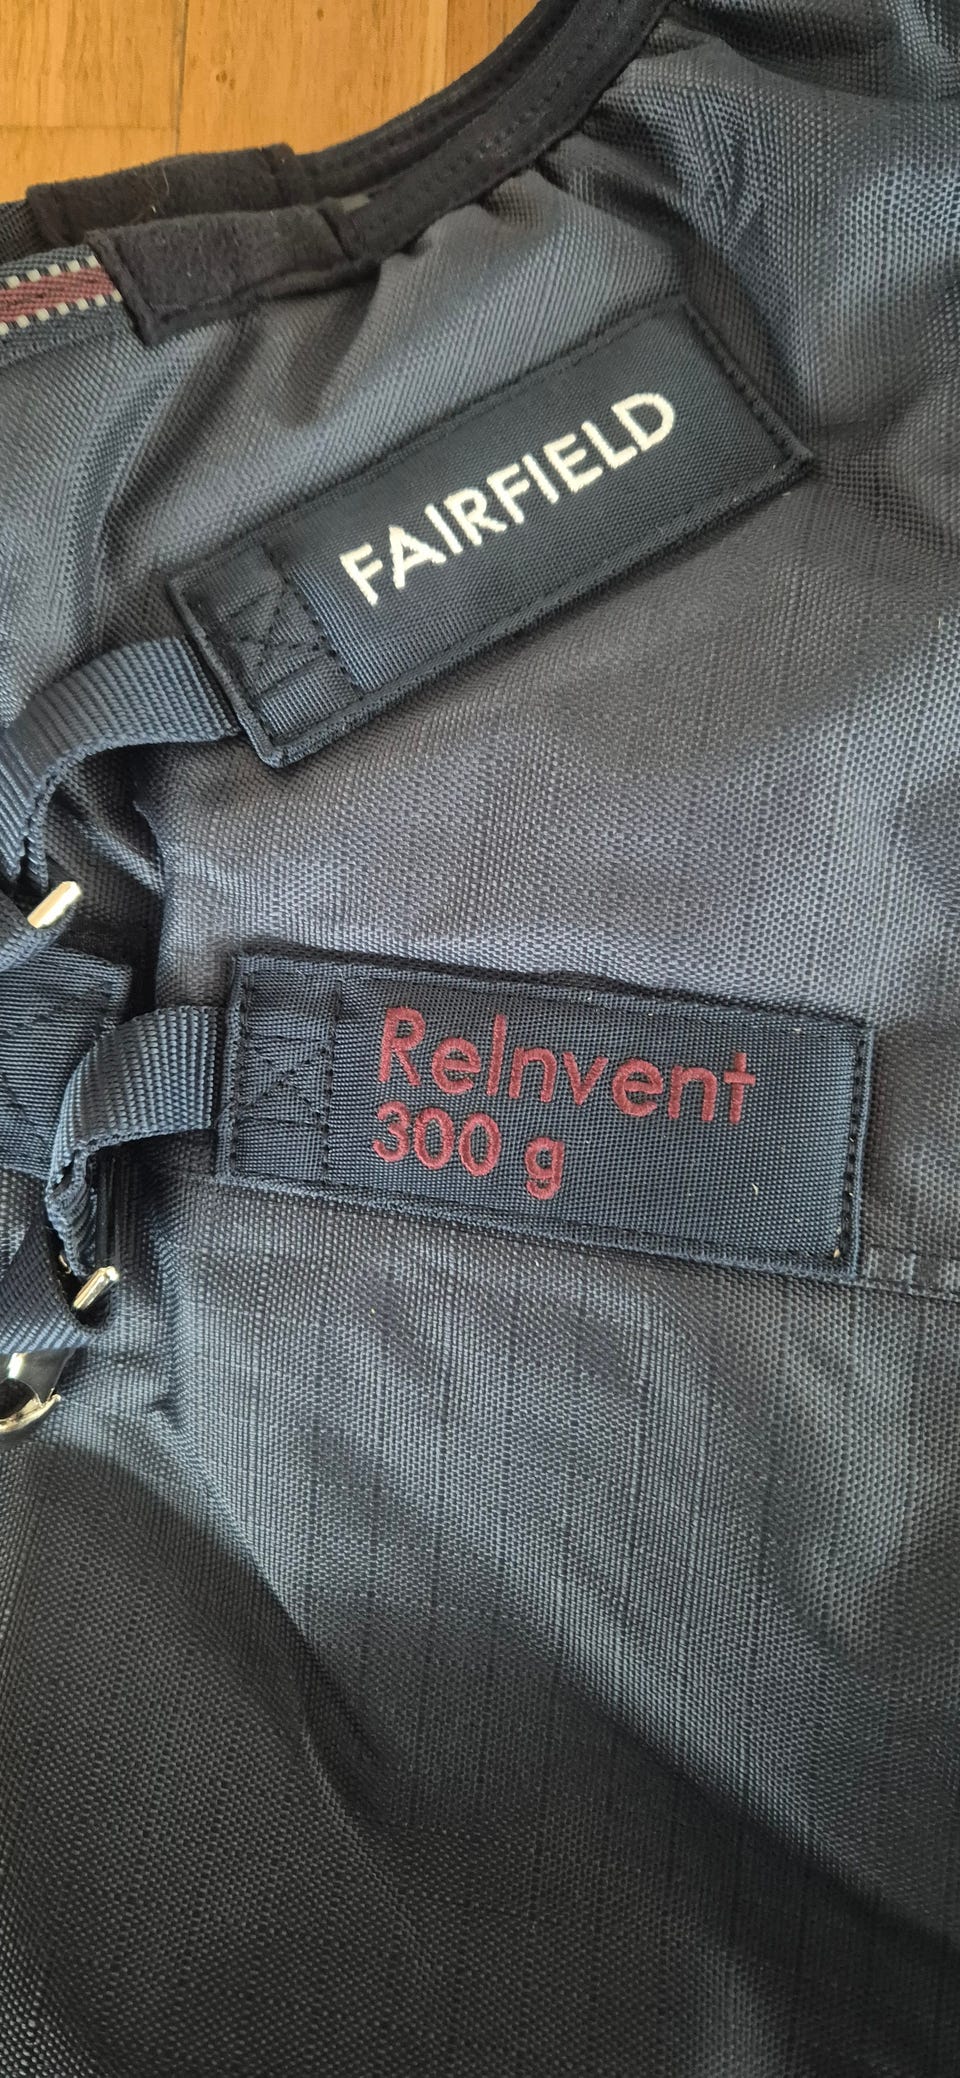 FAIRFIELD
ReInvent
300 g